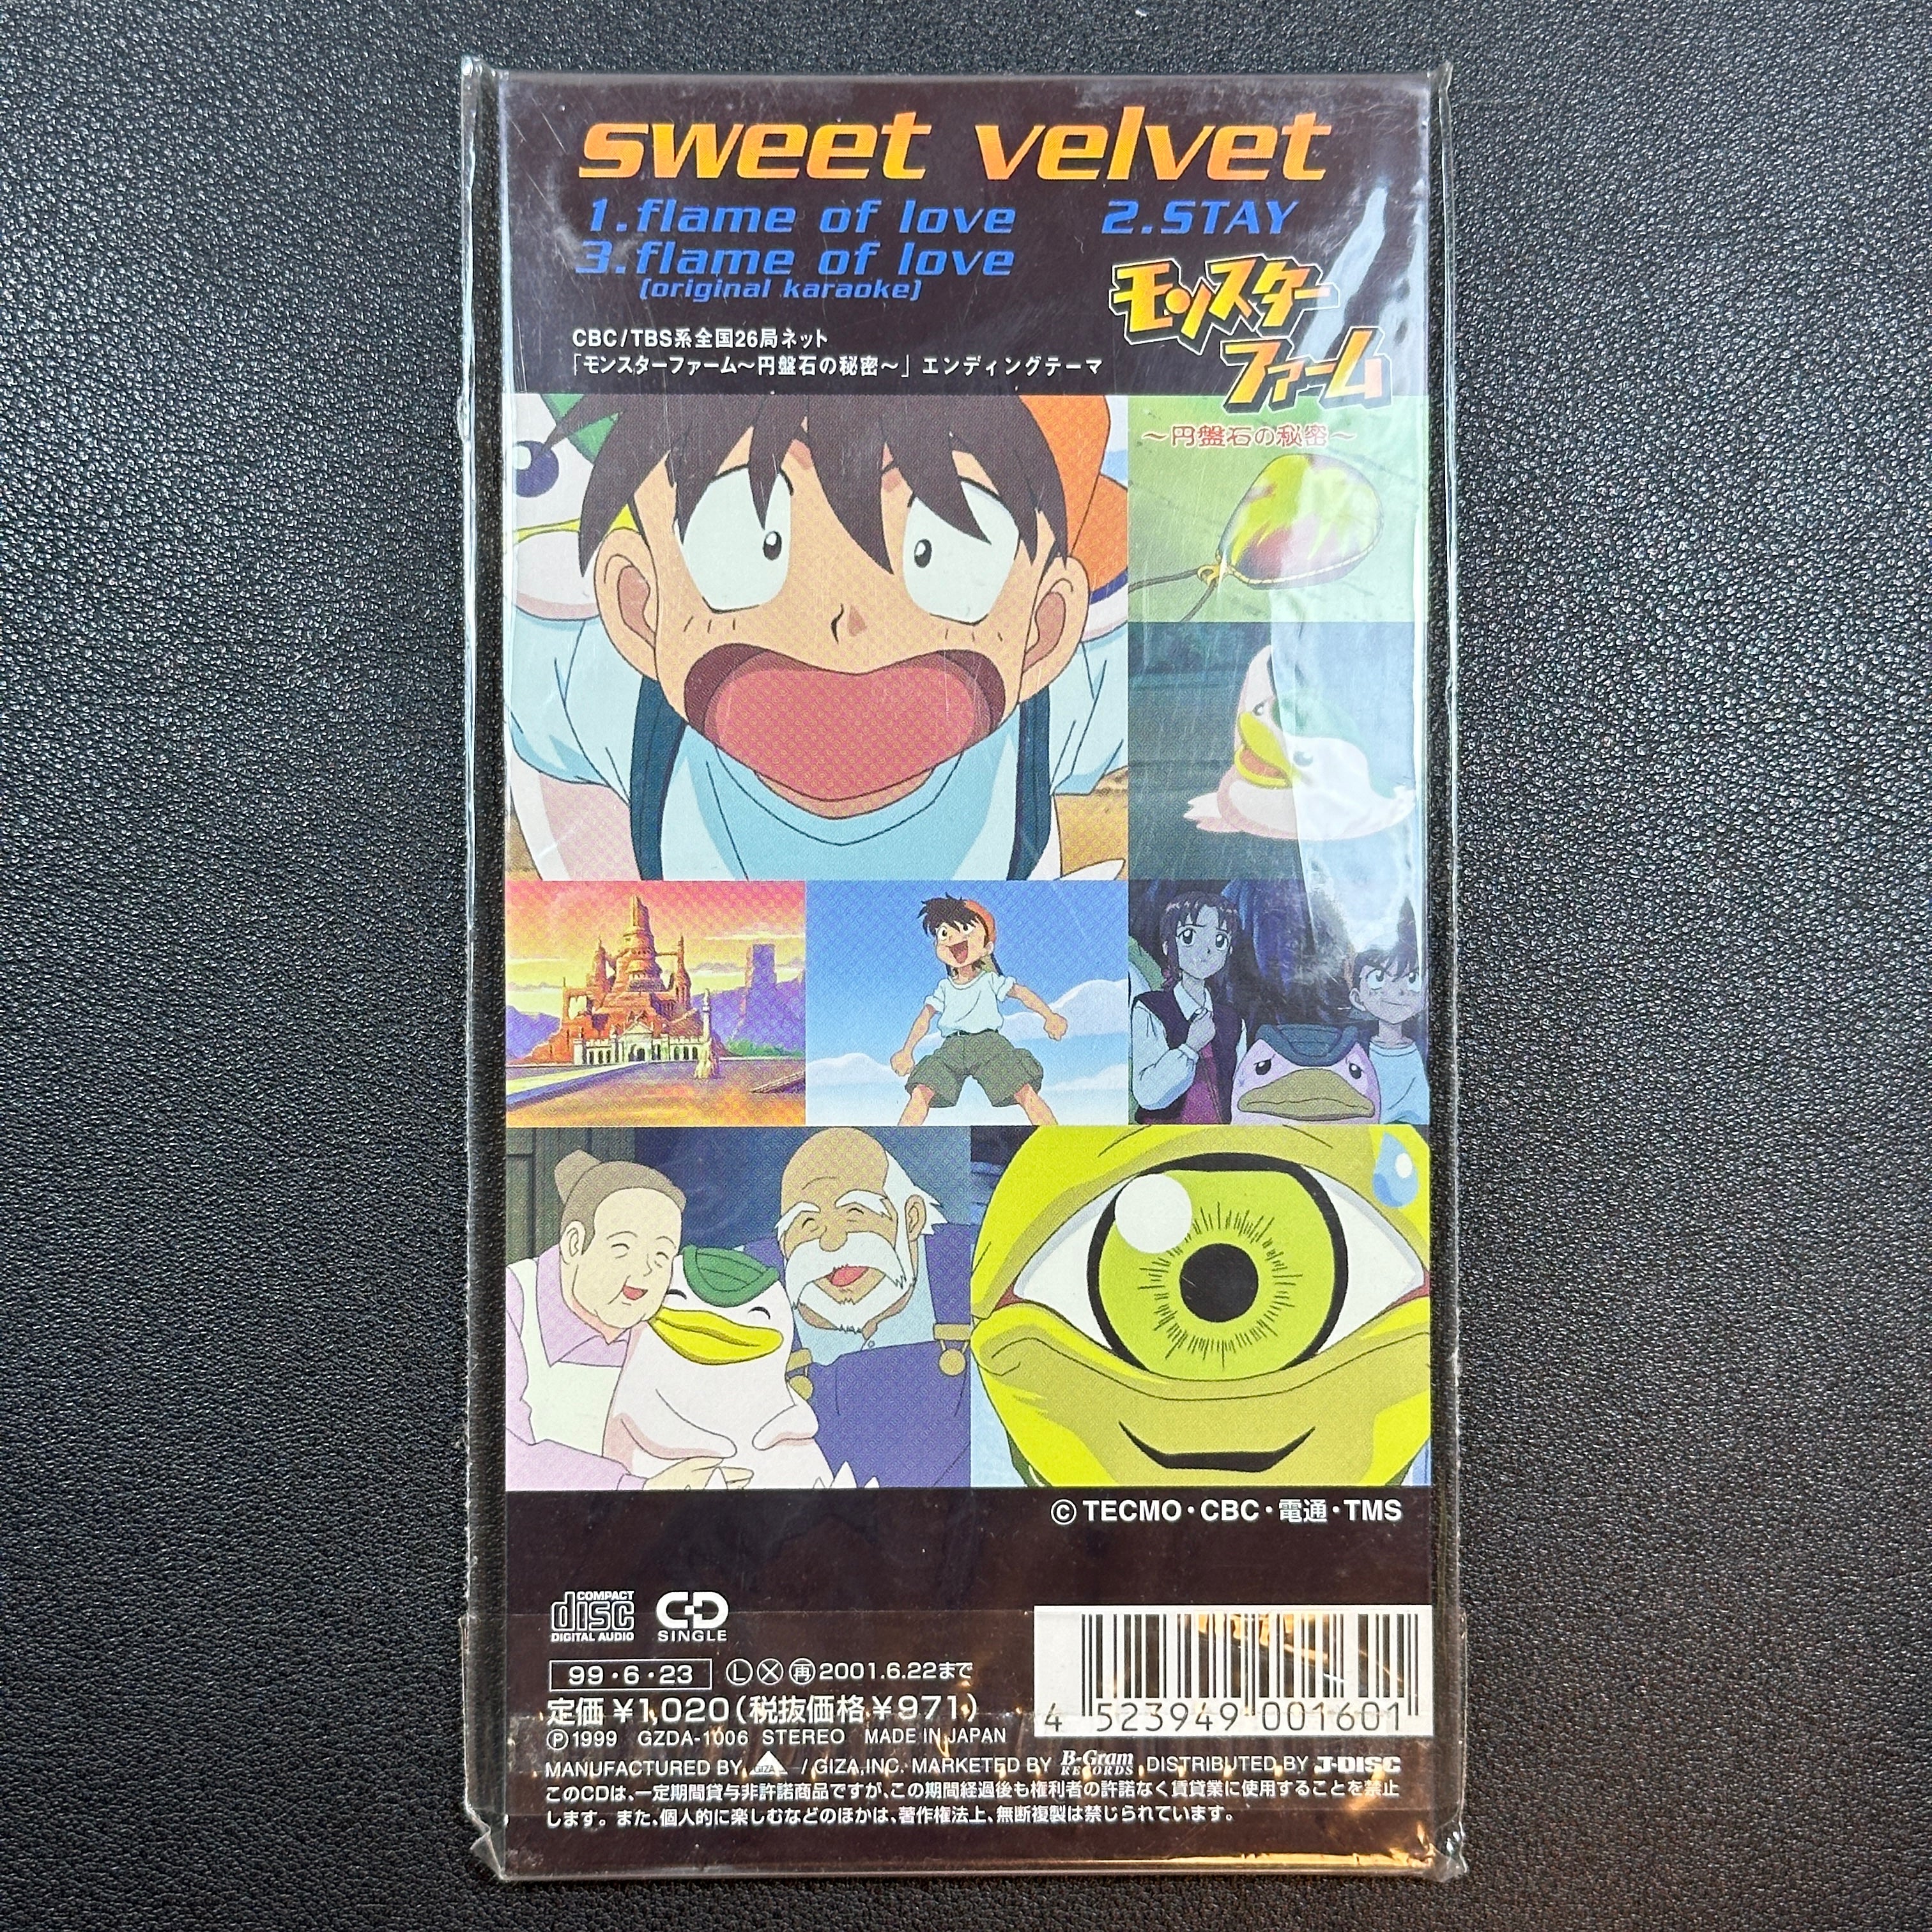 sweet velvet
1.flame of love 2.STAY
3.flame of love
(original karaoke)
モンスター
ファーム
CBC/TBS系全国26局ネット
「モンスターファーム～円盤石の秘密～」エンディングテーマ
～円盤石の秘密～
©TECMO・CBC・電通・TMS
COMPACT
disc
DIGITAL AUDIO
CD
SINGLE
99・6・23 Ⓛ Ⓧ ㊢2001.6.22まで
定価￥1,020(税抜価格￥971)
Ⓟ1999 GZDA-1006 STEREO MADE IN JAPAN
4 523949 001601
MANUFACTURED BY GIZA / GIZA,INC. MARKETED BY B-Gram RECORDS DISTRIBUTED BY J-DISC
このCDは、一定期間貸与非許諾商品ですが、この期間経過後も権利者の許諾なく賃貸業に使用することを禁止
します。また、個人的に楽しむなどのほかは、著作権法上、無断複製は禁じられています。